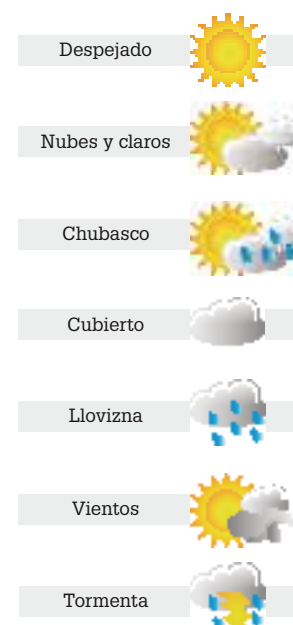 Despejado
Nubes y claros
Chubasco
Cubierto
Llovizna
Vientos
Tormenta